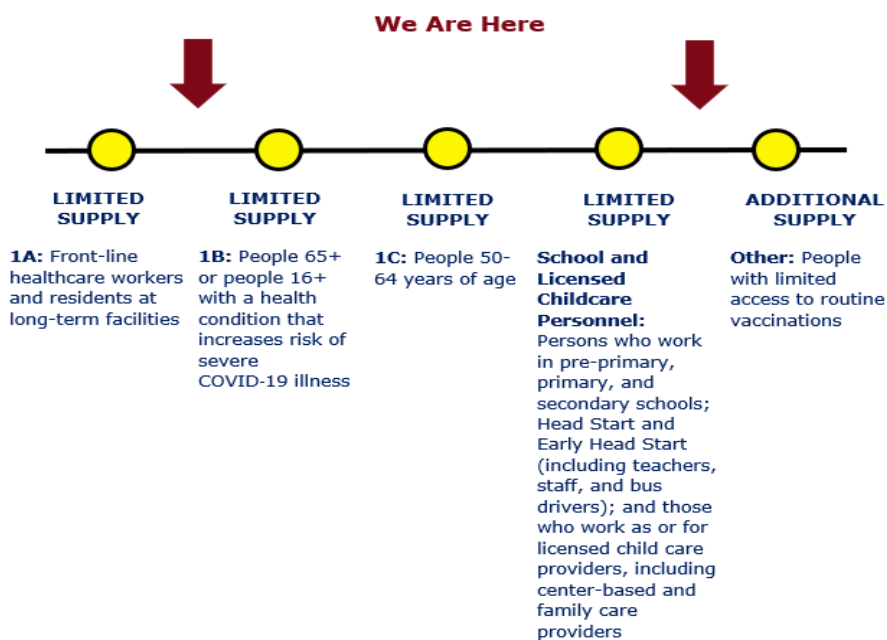 We Are Here
LIMITED
SUPPLY
1A: Front-line
healthcare workers
and residents at
long-term facilities
LIMITED
SUPPLY
1B: People 65+
or people 16+
with a health
condition that
increases risk of
severe
COVID-19 illness
LIMITED
SUPPLY
1C: People 50-
64 years of age
LIMITED
SUPPLY
School and
Licensed
Childcare
Personnel:
Persons who work
in pre-primary,
primary, and
secondary schools;
Head Start and
Early Head Start
(including teachers,
staff, and bus
drivers); and those
who work as or for
licensed child care
providers, including
center-based and
family care
providers
ADDITIONAL
SUPPLY
Other: People
with limited
access to routine
vaccinations